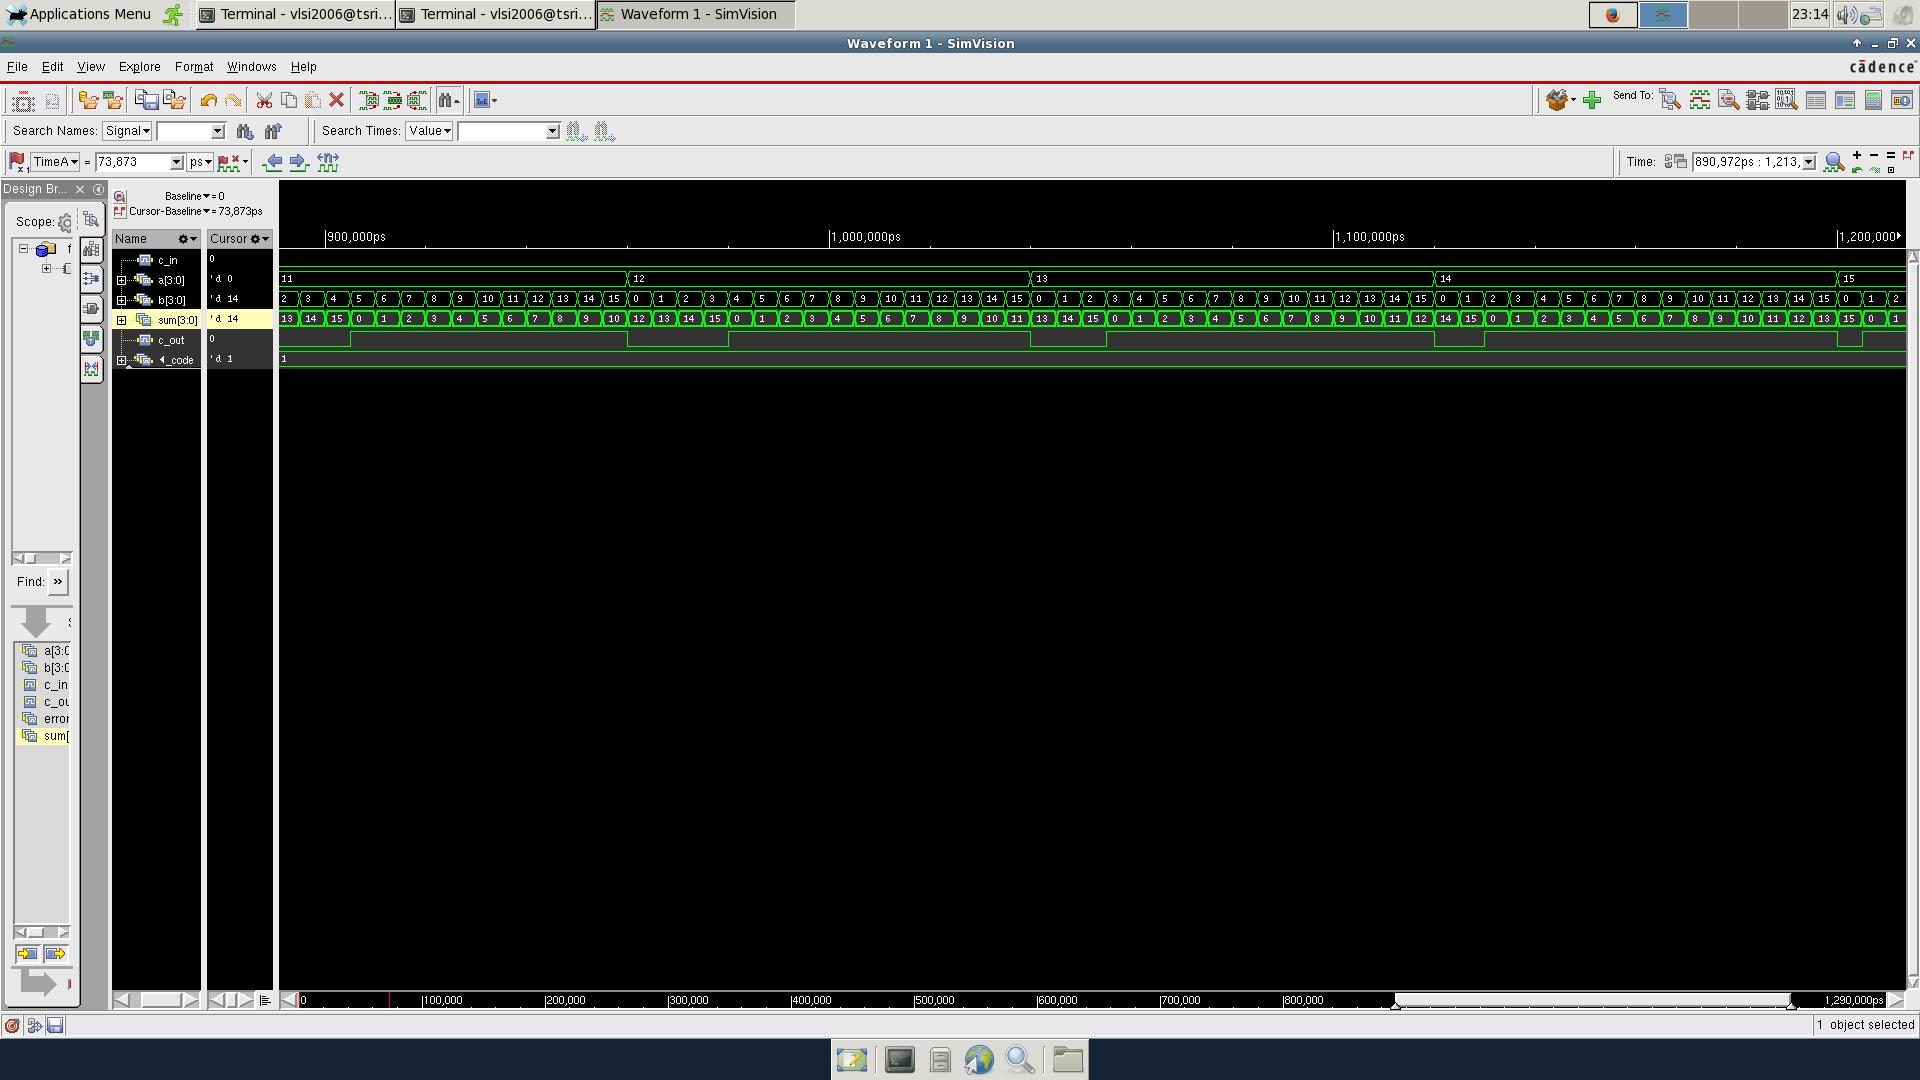 Applications Menu Terminal - vlsi2006@tsri... Terminal - vlsi2006@tsri... Waveform 1 - SimVision 23:14
Waveform 1 - SimVision
File Edit View Explore Format Windows Help cādence
Send To:
Search Names: Signal Search Times: Value
TimeA = 73,873 ps Time: 890,972ps : 1,213,
Design Br...
Scope:
Baseline = 0
Cursor-Baseline = 73,873ps
Name Cursor 900,000ps 1,000,000ps 1,100,000ps 1,200,000
c_in 0
a[3:0] 'd 0 11 12 13 14 15
b[3:0] 'd 14 2 3 4 5 6 7 8 9 10 11 12 13 14 15 0 1 2 3 4 5 6 7 8 9 10 11 12 13 14 15 0 1 2 3 4 5 6 7 8 9 10 11 12 13 14 15 0 1 2 3 4 5 6 7 8 9 10 11 12 13 14 15 0 1 2
sum[3:0] 'd 14 13 14 15 0 1 2 3 4 5 6 7 8 9 10 12 13 14 15 0 1 2 3 4 5 6 7 8 9 10 11 13 14 15 0 1 2 3 4 5 6 7 8 9 10 11 12 14 15 0 1 2 3 4 5 6 7 8 9 10 11 12 13 15 0 1
c_out 0
_code 'd 1 1
Find: »
a[3:0
b[3:0
c_in
c_ou
error
sum[
0 100,000 200,000 300,000 400,000 500,000 600,000 700,000 800,000 1,290,000ps
1 object selected